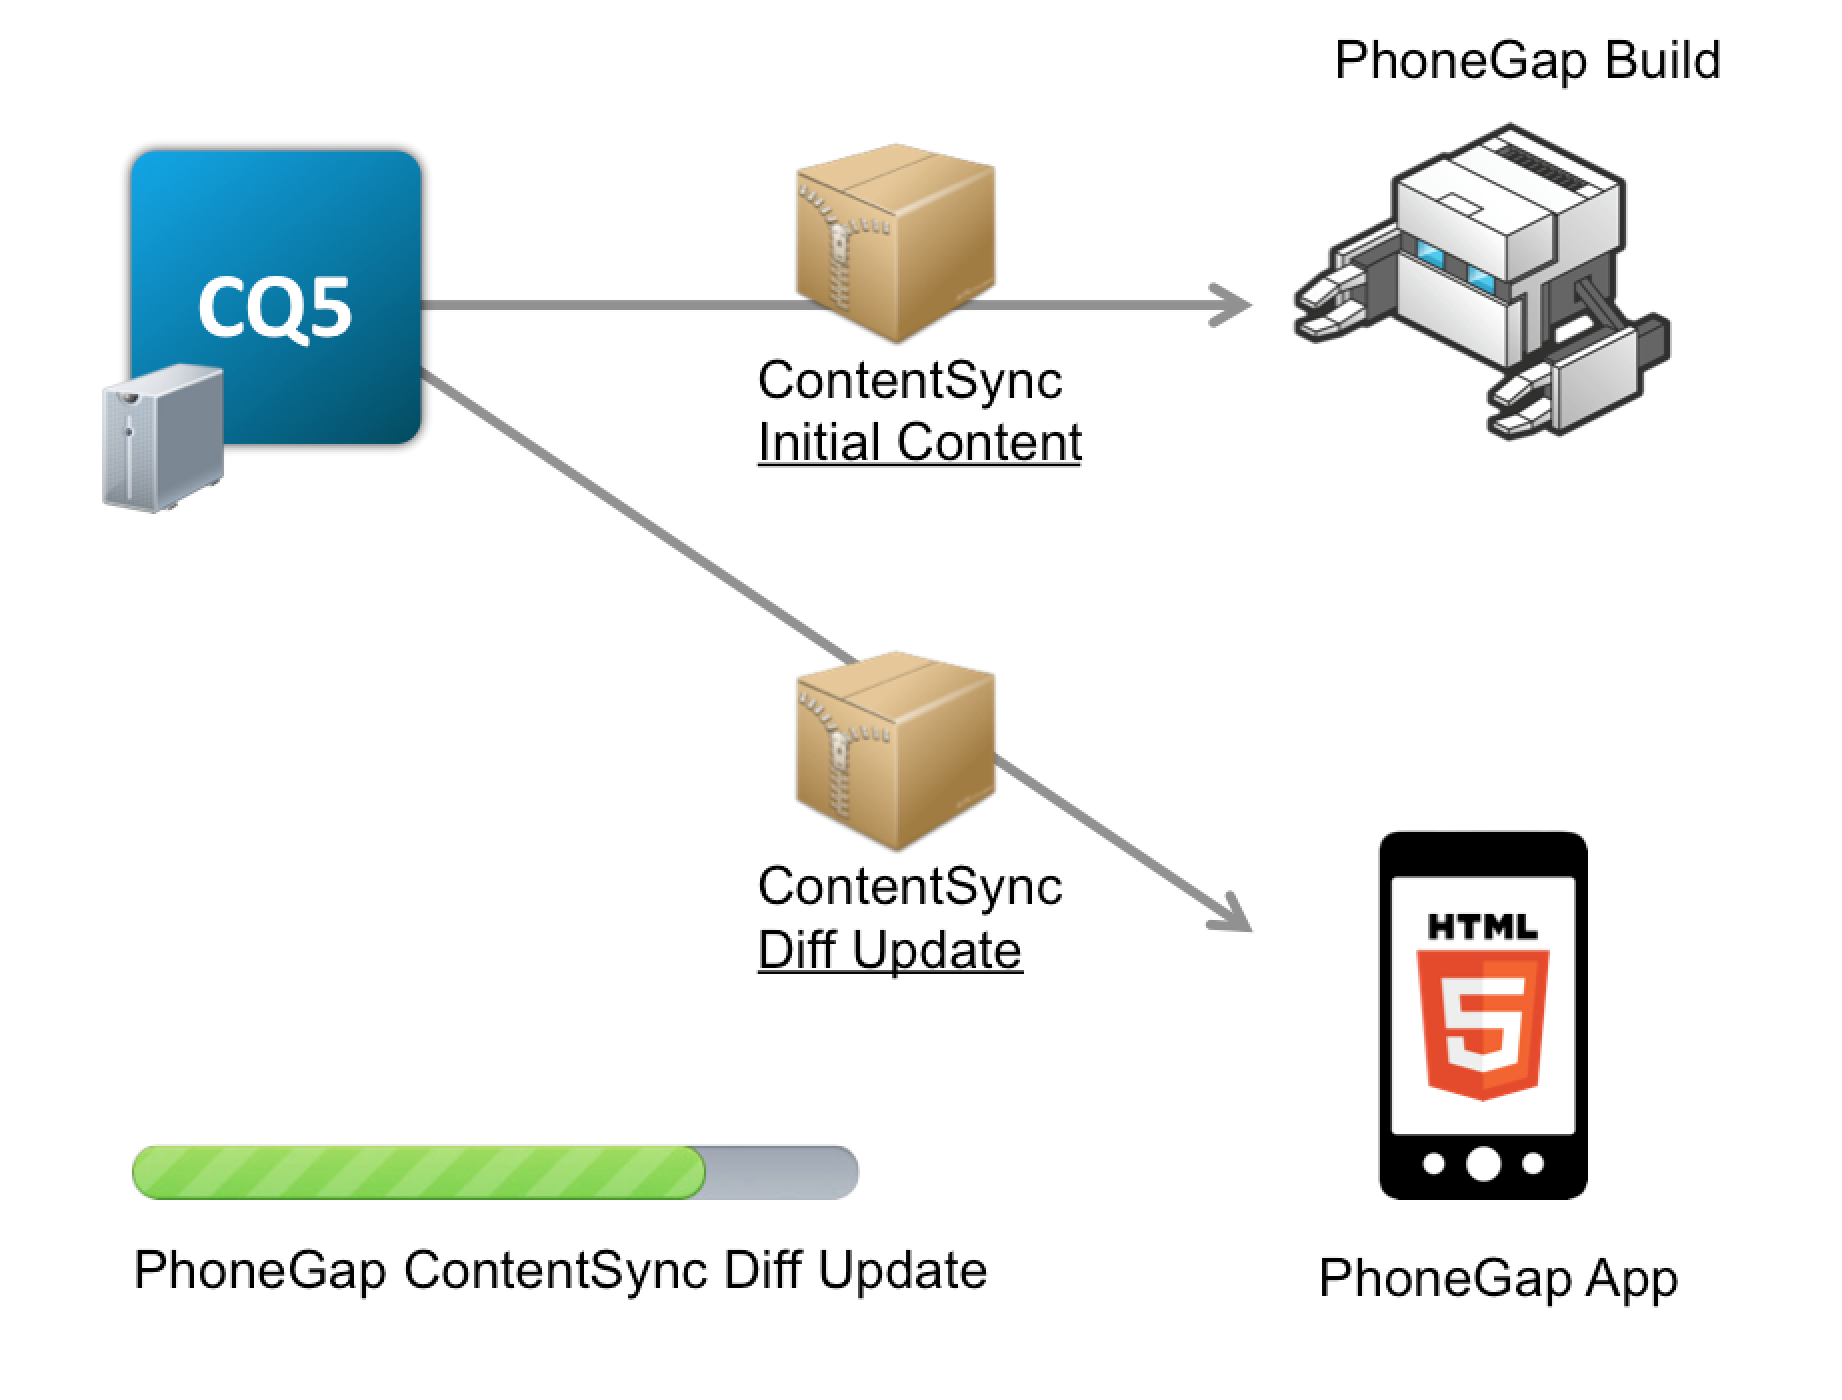 PhoneGap Build
CQ5
ContentSync
Initial Content
ContentSync
Diff Update
HTML
5
PhoneGap ContentSync Diff Update
PhoneGap App